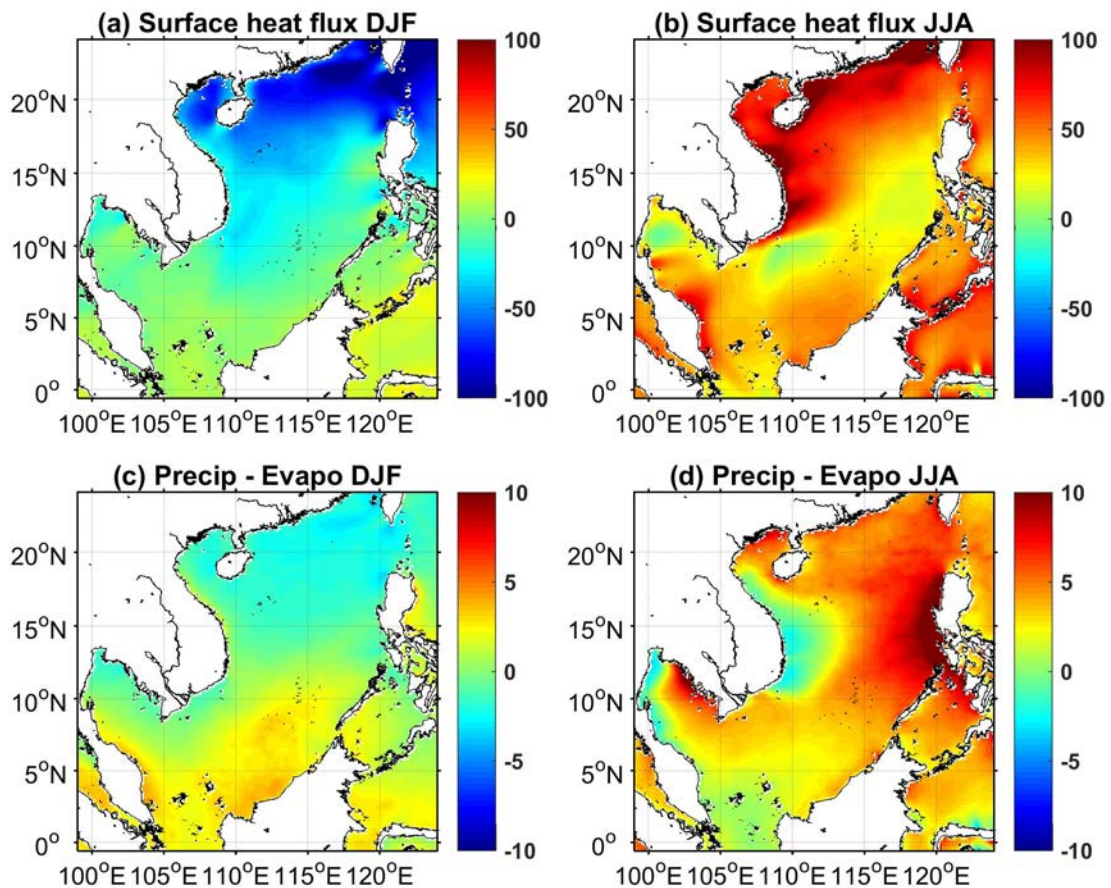 (a) Surface heat flux DJF
(b) Surface heat flux JJA
20°N
15°N
10°N
5°N
0°
100°E 105°E 110°E 115°E 120°E
100
50
0
-50
-100
20°N
15°N
10°N
5°N
0°
100°E 105°E 110°E 115°E 120°E
100
50
0
-50
-100
(c) Precip - Evapo DJF
(d) Precip - Evapo JJA
20°N
15°N
10°N
5°N
0°
100°E 105°E 110°E 115°E 120°E
10
5
0
-5
-10
20°N
15°N
10°N
5°N
0°
100°E 105°E 110°E 115°E 120°E
10
5
0
-5
-10